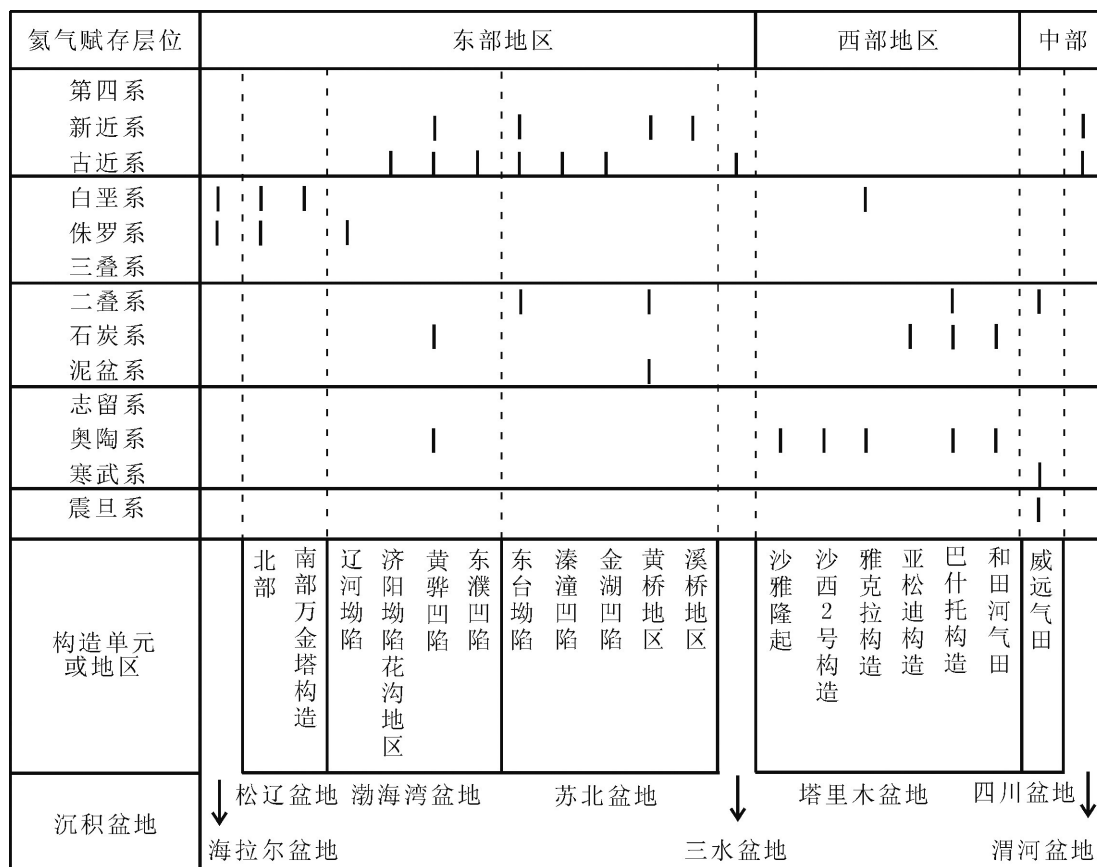 氦气赋存层位
东部地区
西部地区
中部
第四系
新近系
古近系
白垩系
侏罗系
三叠系
二叠系
石炭系
泥盆系
志留系
奥陶系
寒武系
震旦系
构造单元
或地区
北部
南部万金塔构造
辽河坳陷
济阳坳陷花沟地区
黄骅凹陷
东濮凹陷
东台坳陷
溱潼凹陷
金湖凹陷
黄桥地区
溪桥地区
沙雅隆起
沙西2号构造
雅克拉构造
亚松迪构造
巴什托构造
和田河气田
威远气田
沉积盆地
松辽盆地
渤海湾盆地
苏北盆地
塔里木盆地
四川盆地
海拉尔盆地
三水盆地
渭河盆地